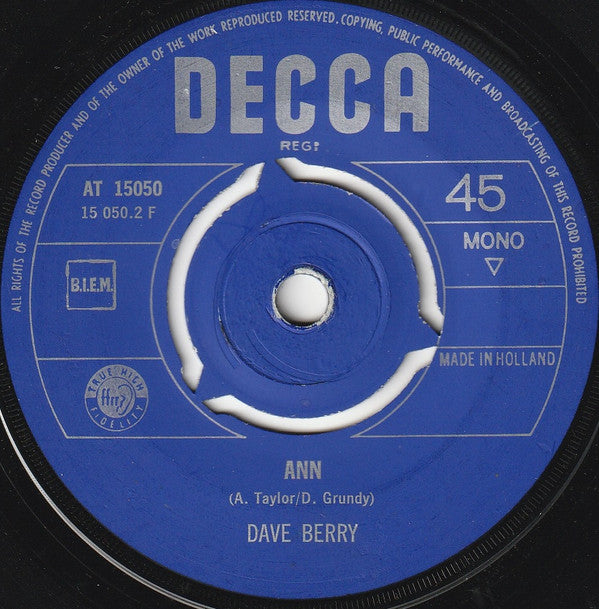 ALL RIGHTS OF THE RECORD PRODUCER AND OF THE OWNER OF THE WORK REPRODUCED RESERVED. COPYING, PUBLIC PERFORMANCE AND BROADCASTING OF THIS RECORD PROHIBITED
DECCA
REGD
AT 15050
15 050.2 F
45
MONO
B.I.E.M.
MADE IN HOLLAND
TRUE HIGH
ffrr
FIDELITY
ANN
(A. Taylor/D. Grundy)
DAVE BERRY